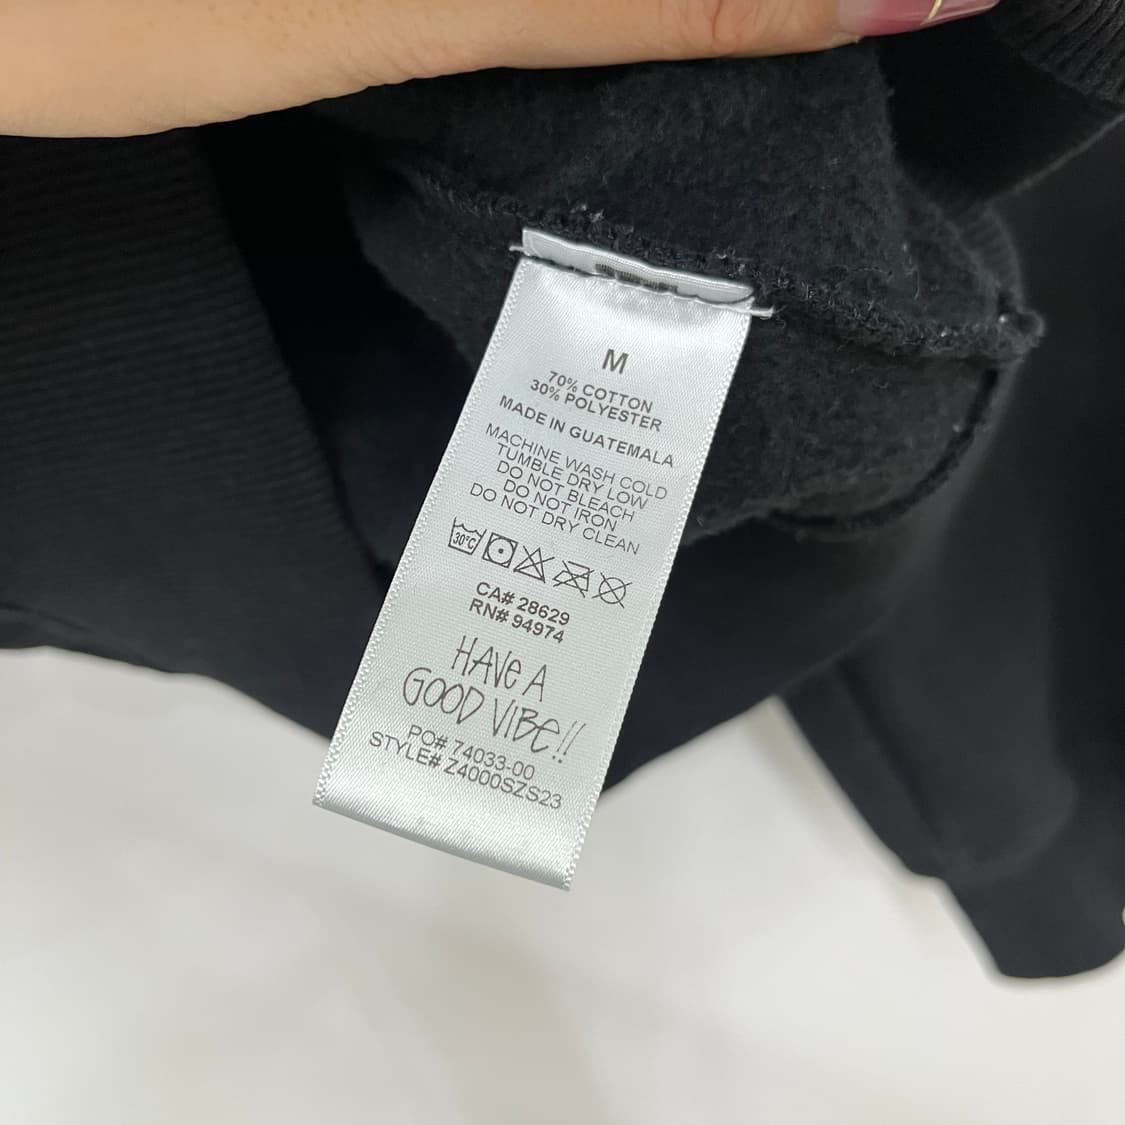 M
70% COTTON
30% POLYESTER
MADE IN GUATEMALA
MACHINE WASH COLD
TUMBLE DRY LOW
DO NOT BLEACH
DO NOT IRON
DO NOT DRY CLEAN
30°C
CA# 28629
RN# 94974
HAVE A
GOOD VIBE!!
PO# 74033-00
STYLE# Z4000SZS23